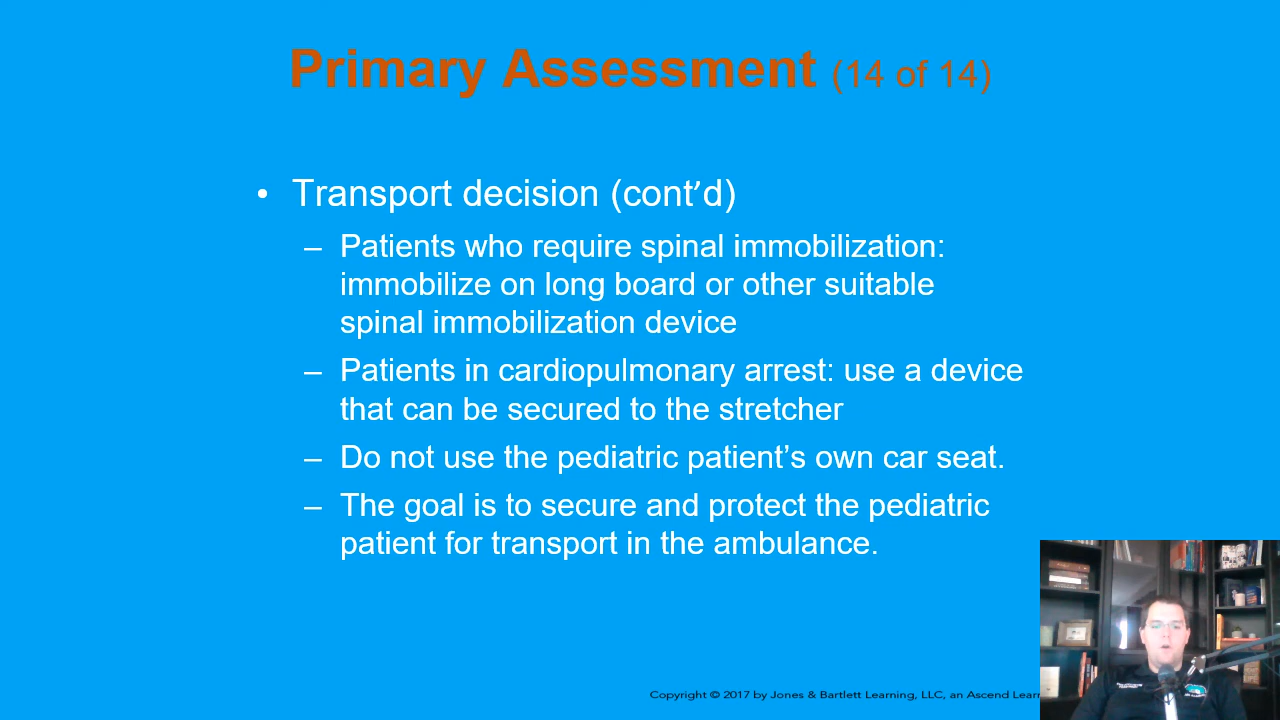 Primary Assessment (14 of 14)
• Transport decision (cont’d)
– Patients who require spinal immobilization:
immobilize on long board or other suitable
spinal immobilization device
– Patients in cardiopulmonary arrest: use a device
that can be secured to the stretcher
– Do not use the pediatric patient’s own car seat.
– The goal is to secure and protect the pediatric
patient for transport in the ambulance.
Copyright © 2017 by Jones & Bartlett Learning, LLC, an Ascend Lear